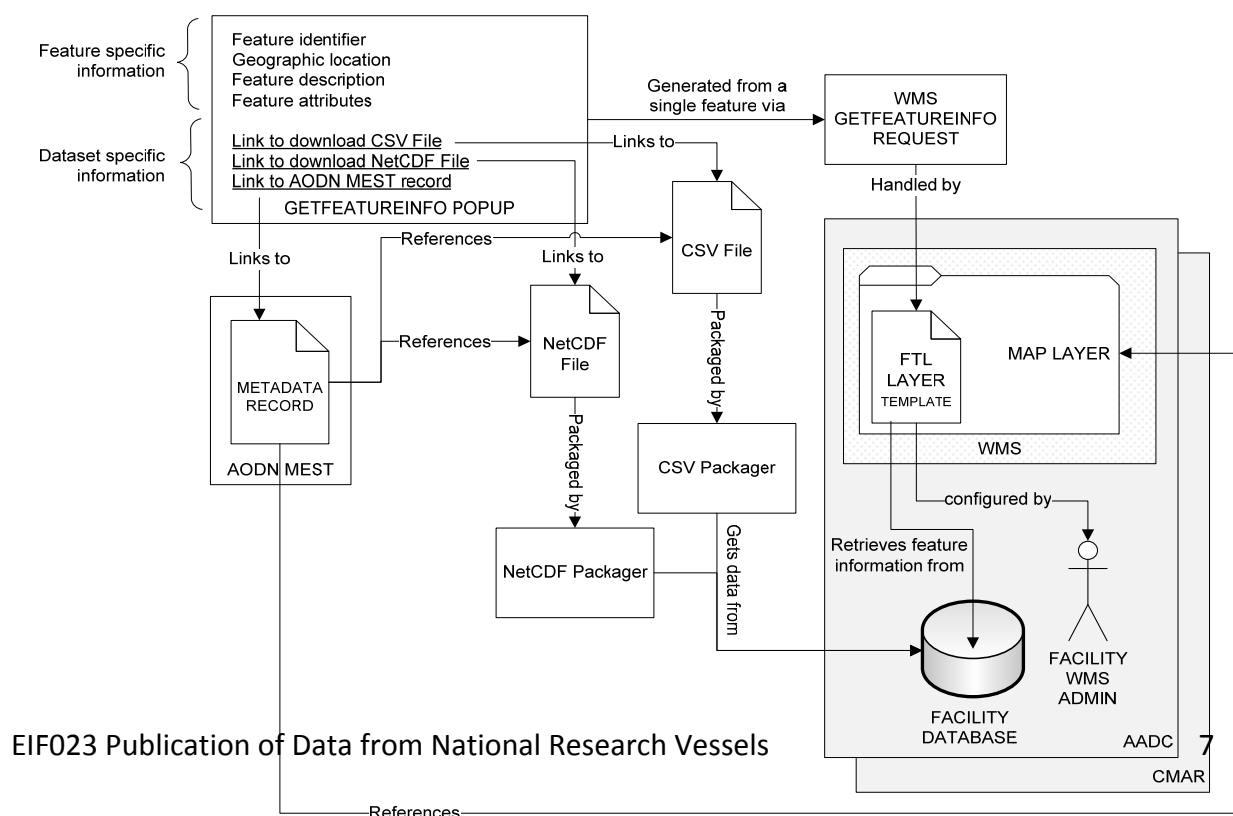 Feature specific
information
Feature identifier
Geographic location
Feature description
Feature attributes
Dataset specific
information
Link to download CSV File
Link to download NetCDF File
Link to AODN MEST record
GETFEATUREINFO POPUP
Generated from a
single feature via
WMS
GETFEATUREINFO
REQUEST
Links to
Handled by
References
CSV File
Links to
Links to
METADATA
RECORD
AODN MEST
References
NetCDF
File
Packaged by
Packaged by
FTL
LAYER
TEMPLATE
MAP LAYER
WMS
CSV Packager
NetCDF Packager
Gets data from
configured by
Retrieves feature
information from
FACILITY
WMS
ADMIN
FACILITY
DATABASE
AADC
CMAR
EIF023 Publication of Data from National Research Vessels
7
References